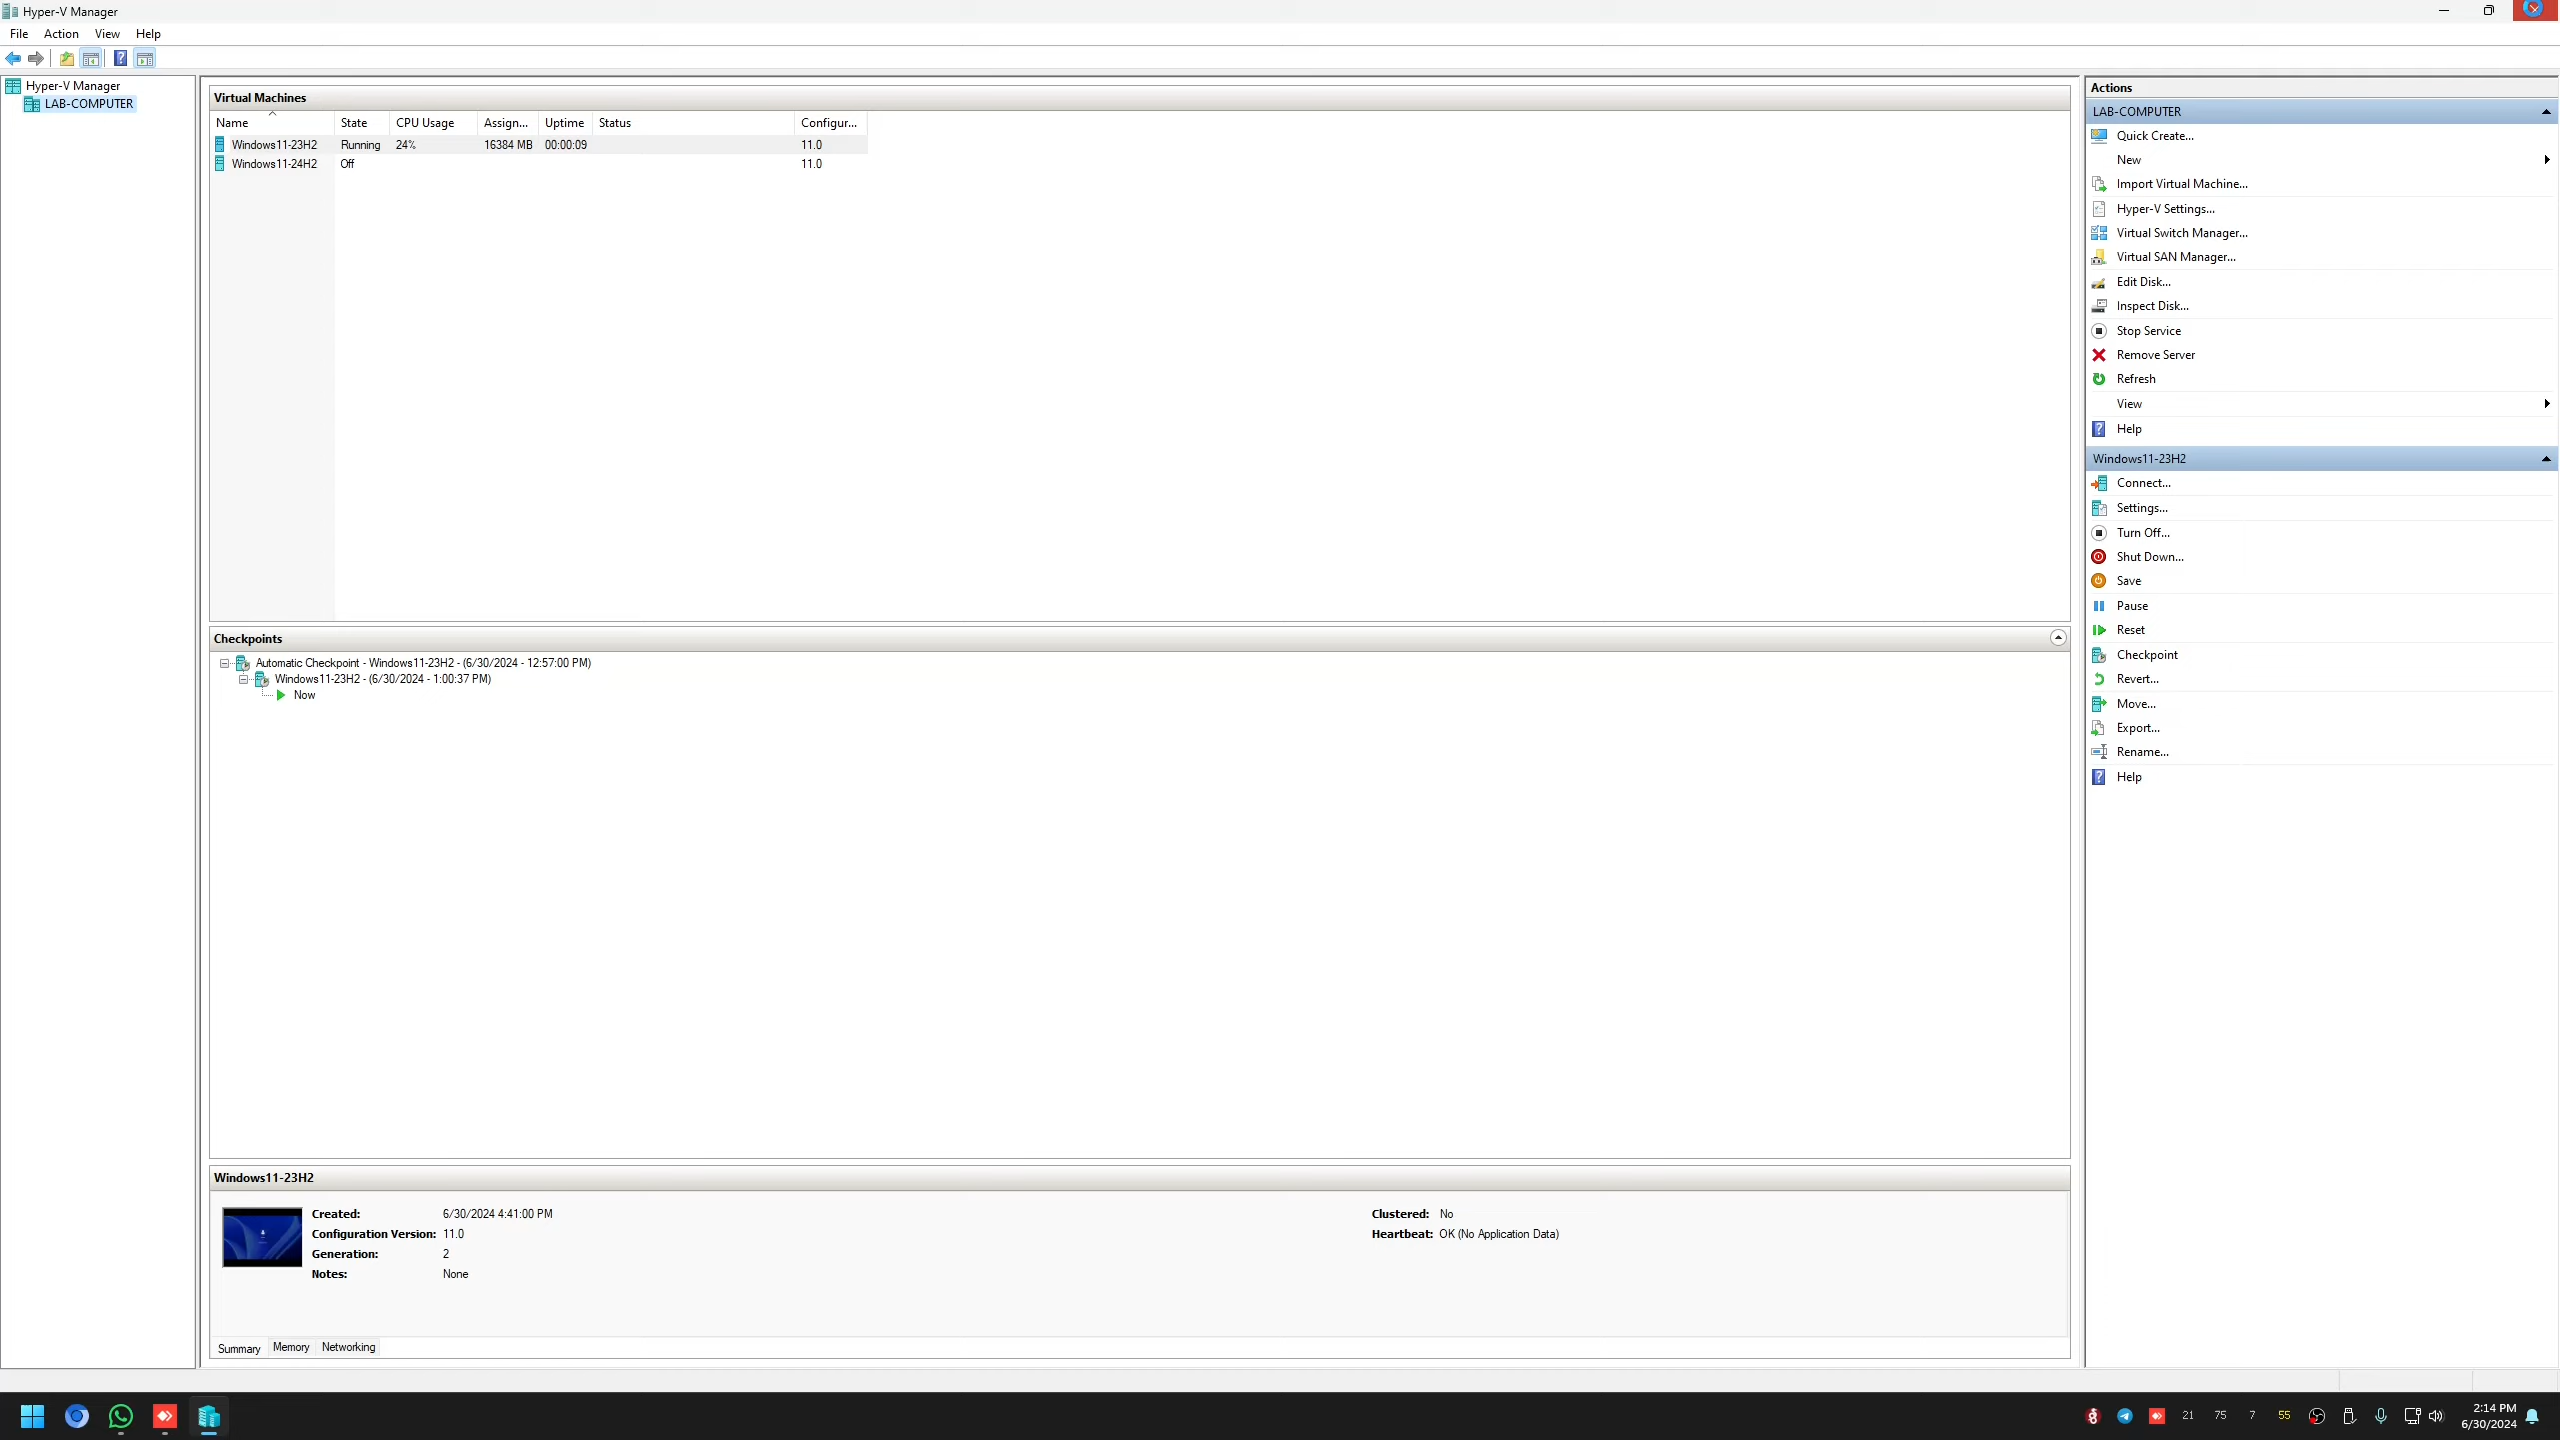 Hyper-V Manager
File Action View Help
Hyper-V Manager
LAB-COMPUTER
Virtual Machines
Name State CPU Usage Assign... Uptime Status Configur...
Windows11-23H2 Running 24% 16384 MB 00:00:09 11.0
Windows11-24H2 Off 11.0
Checkpoints
Automatic Checkpoint - Windows11-23H2 - (6/30/2024 - 12:57:00 PM)
Windows11-23H2 - (6/30/2024 - 1:00:37 PM)
Now
Windows11-23H2
Created: 6/30/2024 4:41:00 PM Clustered: No
Configuration Version: 11.0 Heartbeat: OK (No Application Data)
Generation: 2
Notes: None
Summary Memory Networking
Actions
LAB-COMPUTER
Quick Create...
New
Import Virtual Machine...
Hyper-V Settings...
Virtual Switch Manager...
Virtual SAN Manager...
Edit Disk...
Inspect Disk...
Stop Service
Remove Server
Refresh
View
Help
Windows11-23H2
Connect...
Settings...
Turn Off...
Shut Down...
Save
Pause
Reset
Checkpoint
Revert...
Move...
Export...
Rename...
Help
21 75 7 55
2:14 PM
6/30/2024